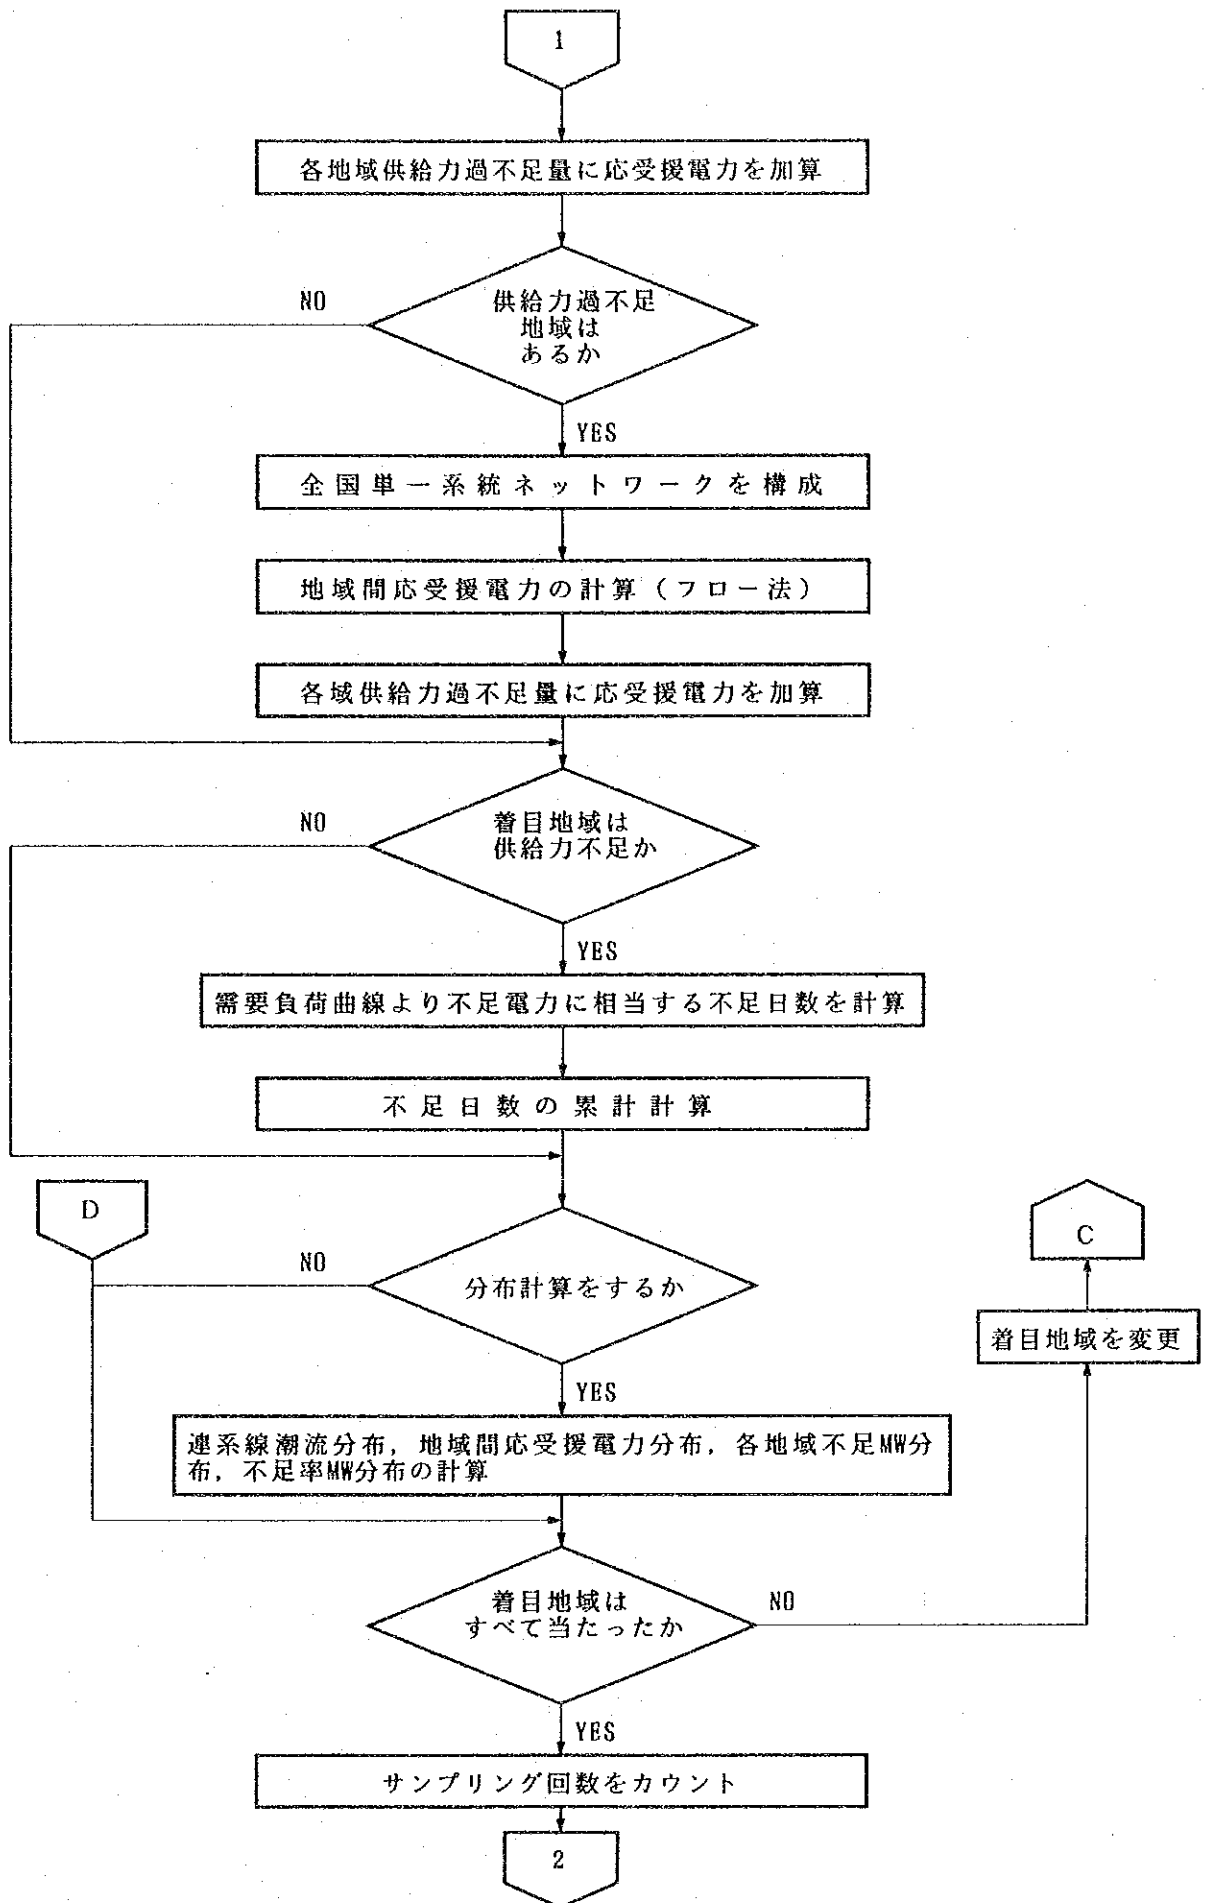 1
各地域供給力過不足量に応受援電力を加算
供給力過不足
地域は
あるか
NO
YES
全国単一系統ネットワークを構成
地域間応受援電力の計算(フロー法)
各域供給力過不足量に応受援電力を加算
着目地域は
供給力不足か
NO
YES
需要負荷曲線より不足電力に相当する不足日数を計算
不足日数の累計計算
D
C
NO
分布計算をするか
着目地域を変更
YES
連系線潮流分布,地域間応受援電力分布,各地域不足MW分
布,不足率MW分布の計算
着目地域は
すべて当たったか
NO
YES
サンプリング回数をカウント
2